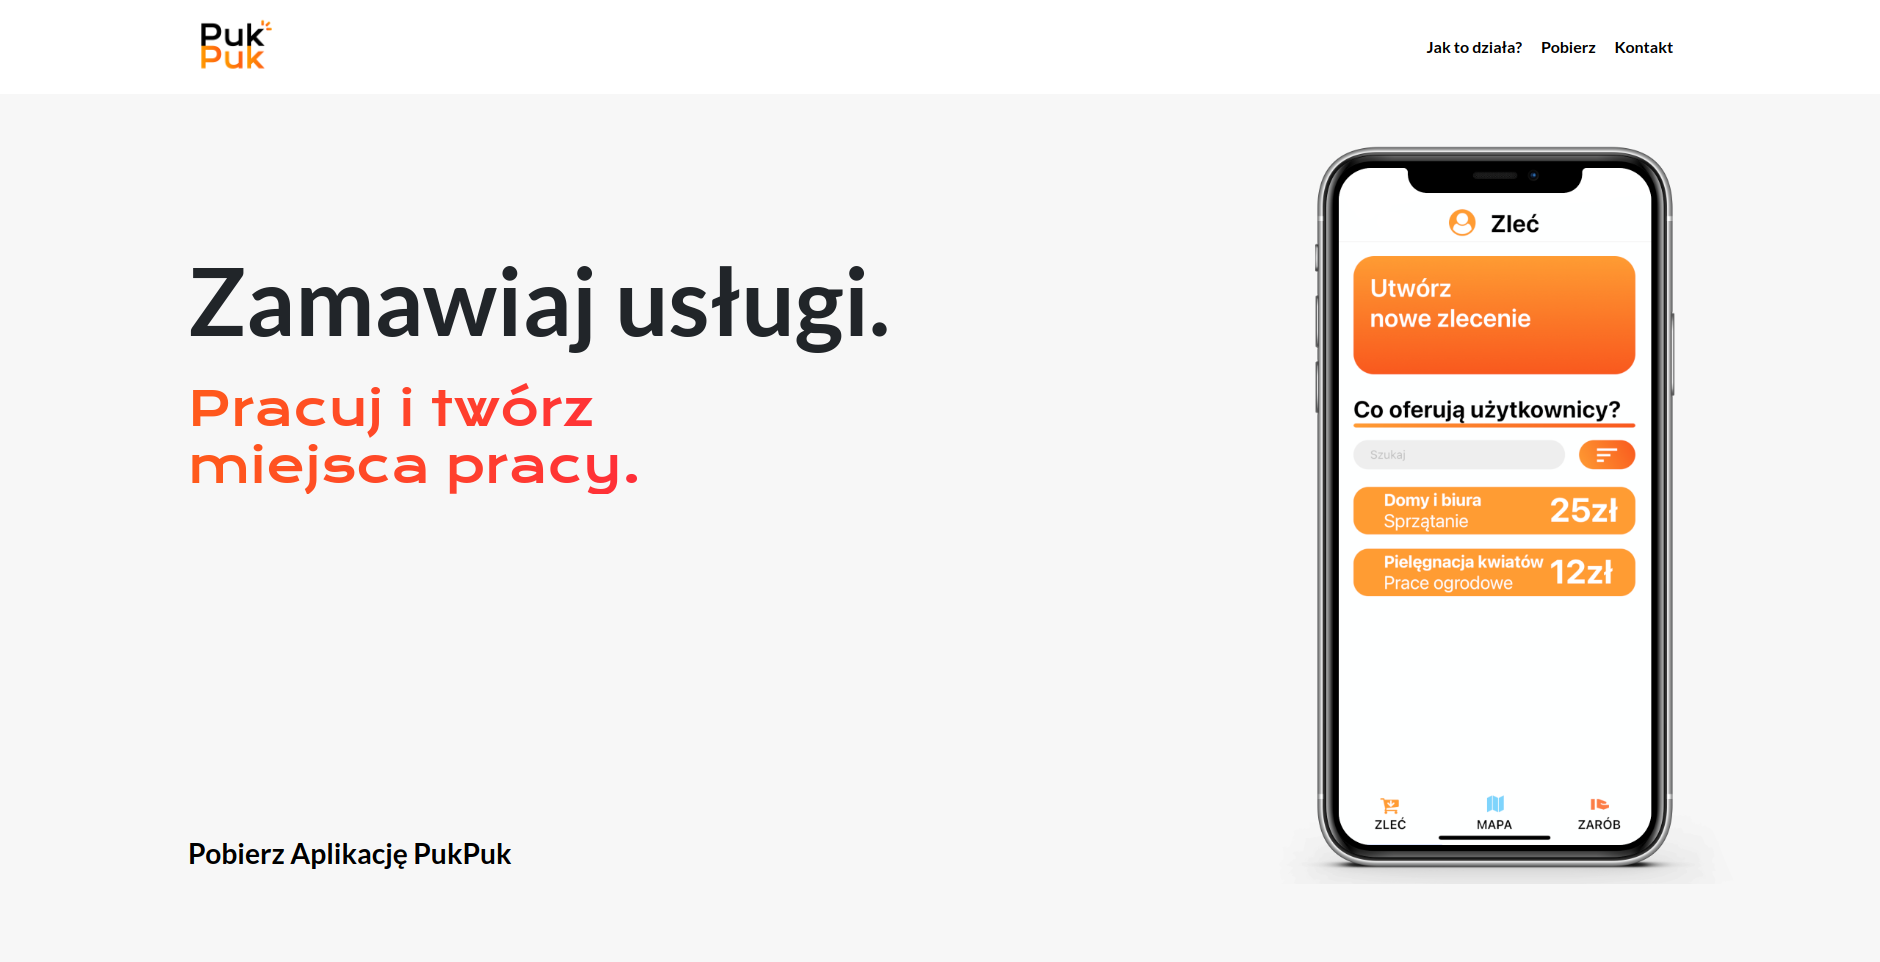 Puk
Puk
Jak to działa? Pobierz Kontakt
Zamawiaj usługi.
Pracuj i twórz
miejsca pracy.
Pobierz Aplikację PukPuk
Zleć
Utwórz
nowe zlecenie
Co oferują użytkownicy?
Szukaj
Domy i biura
Sprzątanie
25zł
Pielęgnacja kwiatów
Prace ogrodowe
12zł
ZLEĆ MAPA ZARÓB